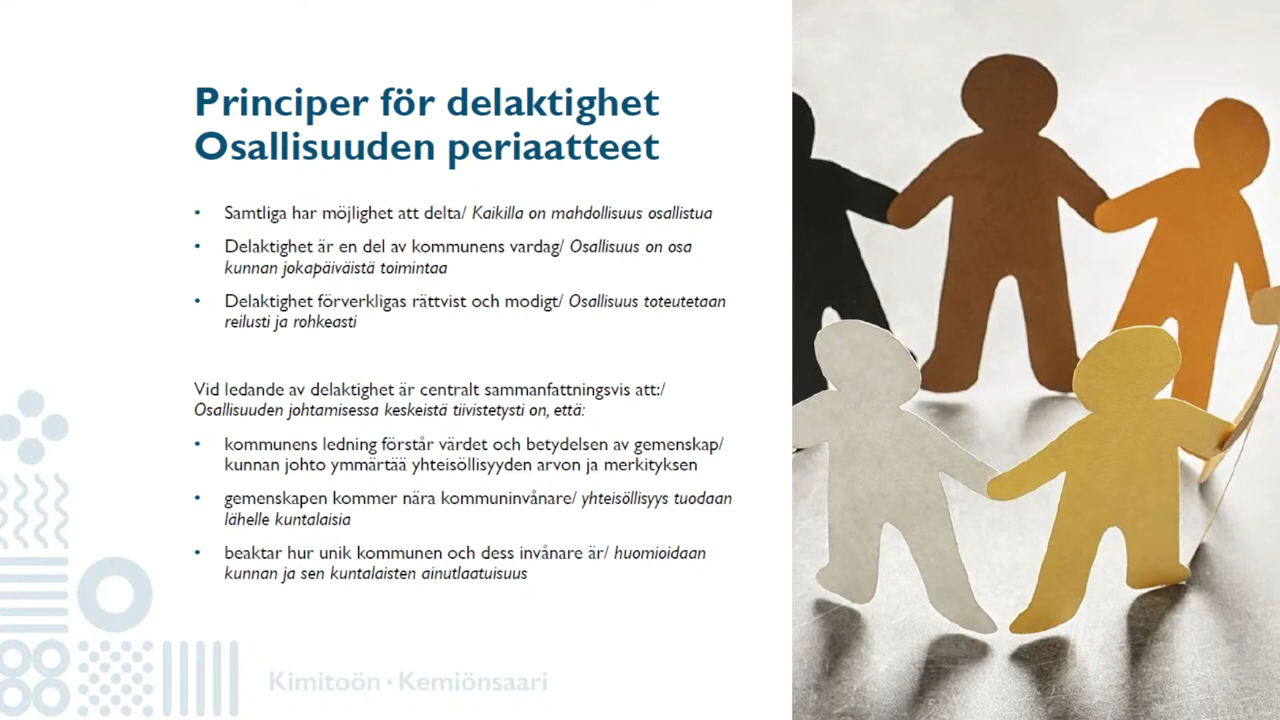 Principer för delaktighet
Osallisuuden periaatteet
• Samtliga har möjlighet att delta/ Kaikilla on mahdollisuus osallistua
• Delaktighet är en del av kommunens vardag/ Osallisuus on osa
kunnan jokapäiväistä toimintaa
• Delaktighet förverkligas rättvist och modigt/ Osallisuus toteutetaan
reilusti ja rohkeasti
Vid ledande av delaktighet är centralt sammanfattningsvis att:/
Osallisuuden johtamisessa keskeistä tiivistetysti on, että:
• kommunens ledning förstår värdet och betydelsen av gemenskap/
kunnan johto ymmärtää yhteisöllisyyden arvon ja merkityksen
• gemenskapen kommer nära kommuninvånare/ yhteisöllisyys tuodaan
lähelle kuntalaisia
• beaktar hur unik kommunen och dess invånare är/ huomioidaan
kunnan ja sen kuntalaisten ainutlaatuisuus
Kimitoön • Kemiönsaari